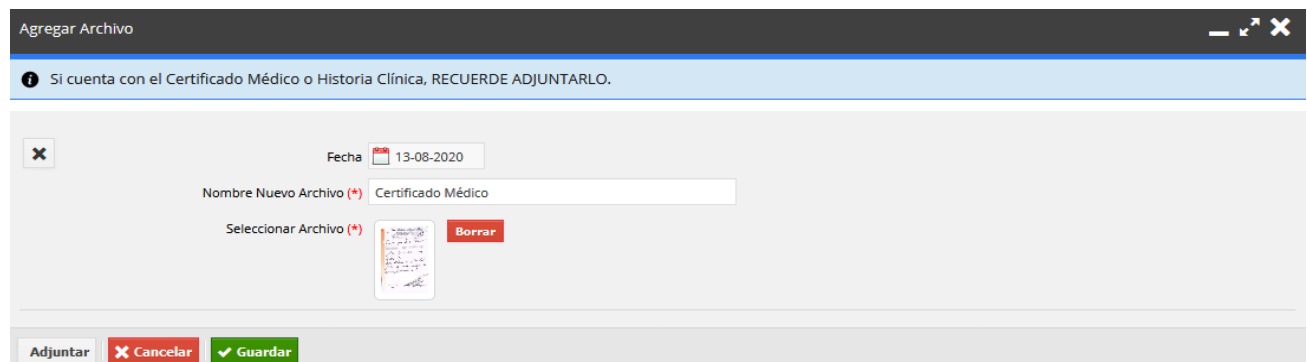 Agregar Archivo
Si cuenta con el Certificado Médico o Historia Clínica, RECUERDE ADJUNTARLO.
Fecha 13-08-2020
Nombre Nuevo Archivo (*) Certificado Médico
Seleccionar Archivo (*) Borrar
Adjuntar Cancelar Guardar